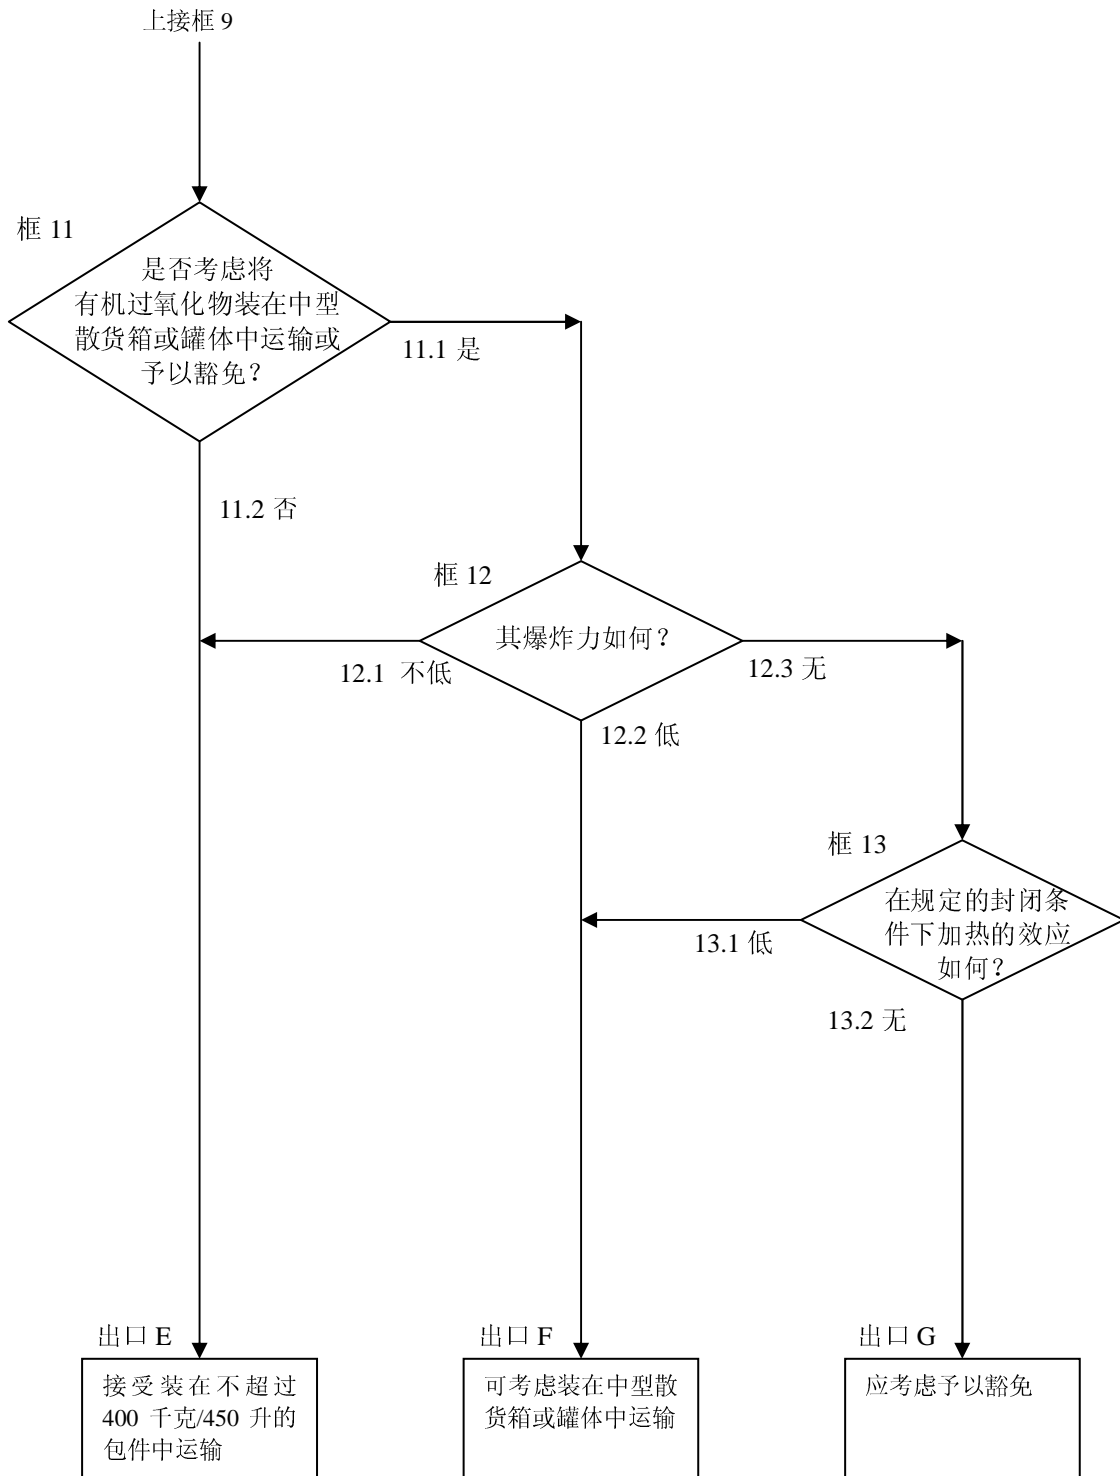 上接框 9
框 11
是否考虑将
有机过氧化物装在中型
散货箱或罐体中运输或
予以豁免?
11.1 是
11.2 否
框 12
其爆炸力如何?
12.1 不低
12.3 无
12.2 低
框 13
在规定的封闭条
件下加热的效应
如何?
13.1 低
13.2 无
出口 E
接受装在不超过
400 千克/450 升的
包件中运输
出口 F
可考虑装在中型散
货箱或罐体中运输
出口 G
应考虑予以豁免